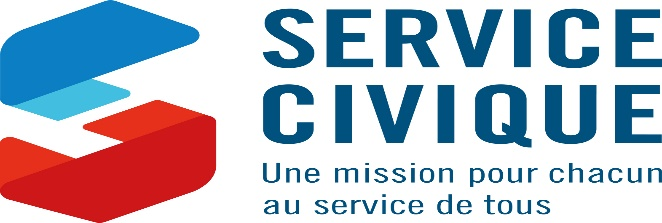 SERVICE
CIVIQUE
Une mission pour chacun
au service de tous